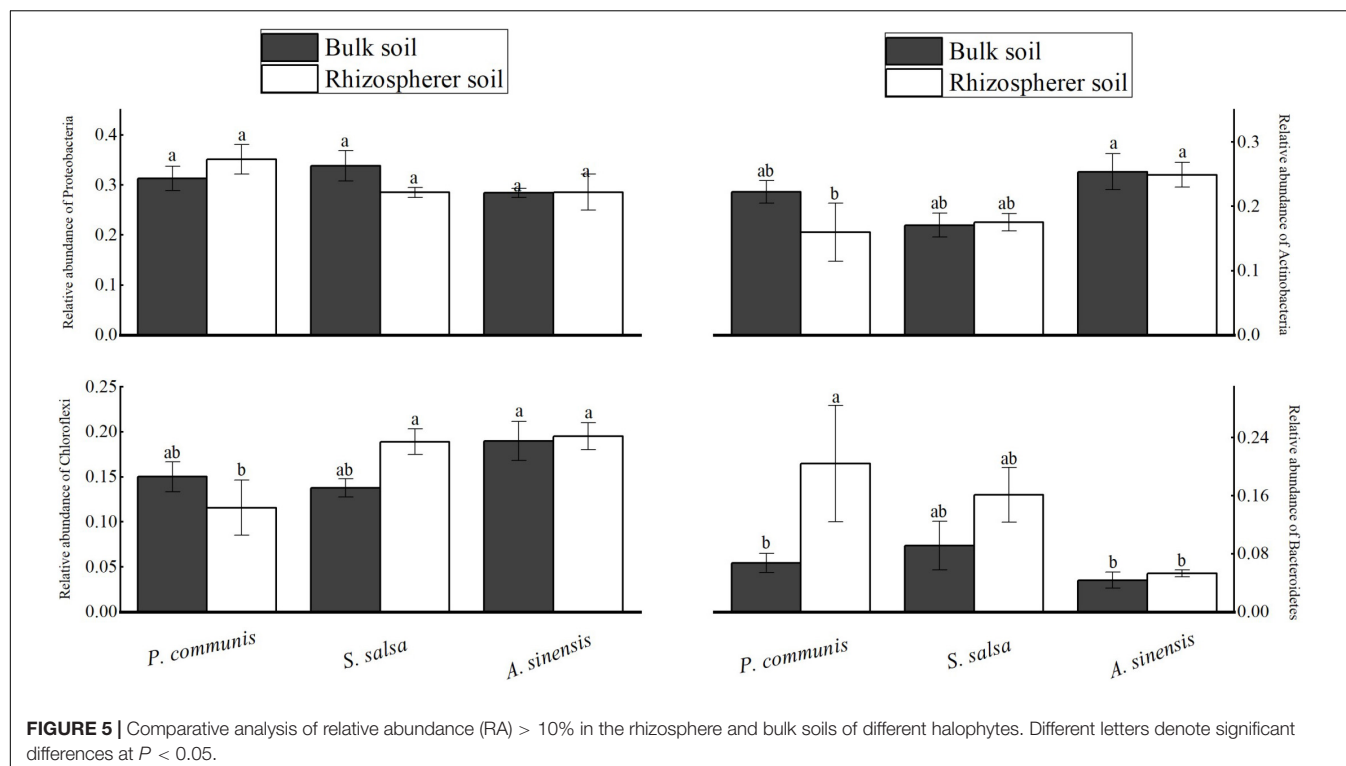 Bulk soil
Rhizospherer soil
Bulk soil
Rhizospherer soil
Relative abundance of Proteobacteria
0.4
0.3
0.2
0.1
0.0
a
a
a
a
a
a
Relative abundance of Actinobacteria
0.3
0.2
0.1
0.0
ab
b
ab
ab
a
a
Relative abundance of Chloroflexi
0.25
0.20
0.15
0.10
0.05
0.00
ab
b
ab
a
a
a
P. communis
S. salsa
A. sinensis
Relative abundance of Bacteroidetes
0.24
0.16
0.08
0.00
b
a
ab
ab
b
b
P. communis
S. salsa
A. sinensis
FIGURE 5 | Comparative analysis of relative abundance (RA) > 10% in the rhizosphere and bulk soils of different halophytes. Different letters denote significant
differences at P < 0.05.